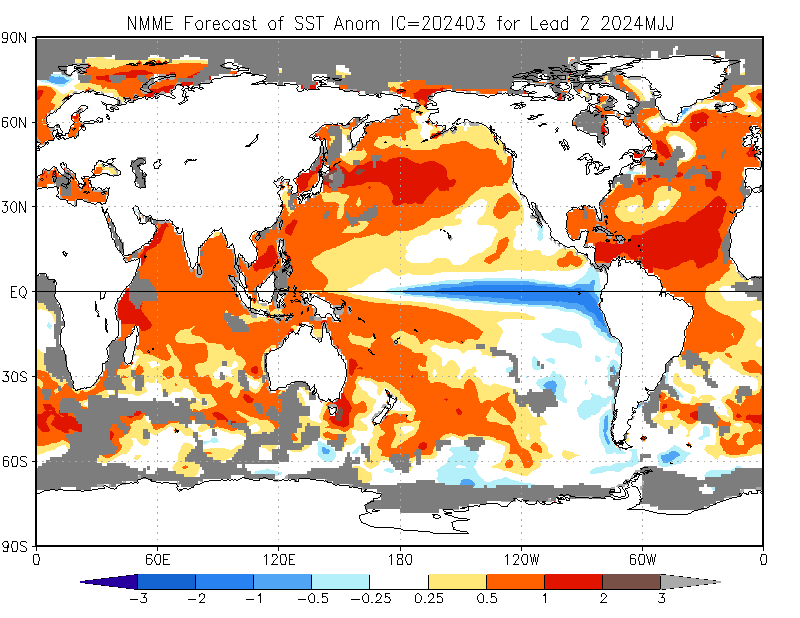 NMME Forecast of SST Anom IC=202403 for Lead 2 2024MJJ
90N
60N
30N
EQ
30S
60S
90S
0 60E 120E 180 120W 60W 0
-3 -2 -1 -0.5 -0.25 0.25 0.5 1 2 3